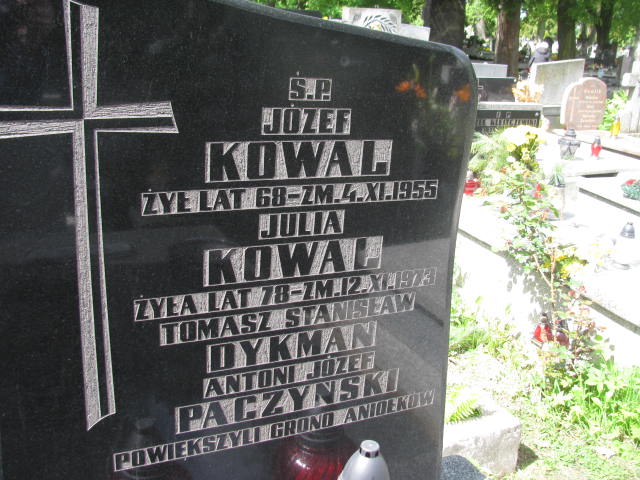 Ś.P.
JÓZEF
KOWAL
ŻYŁ LAT 68-ZM.4.XI.1955
JULIA
KOWAL
ŻYŁA LAT 78-ZM.12.XI.1973
TOMASZ STANISŁAW
DYKMAN
ANTONI JÓZEF
PACZYŃSKI
POWIĘKSZYLI GRONO ANIOŁKÓW